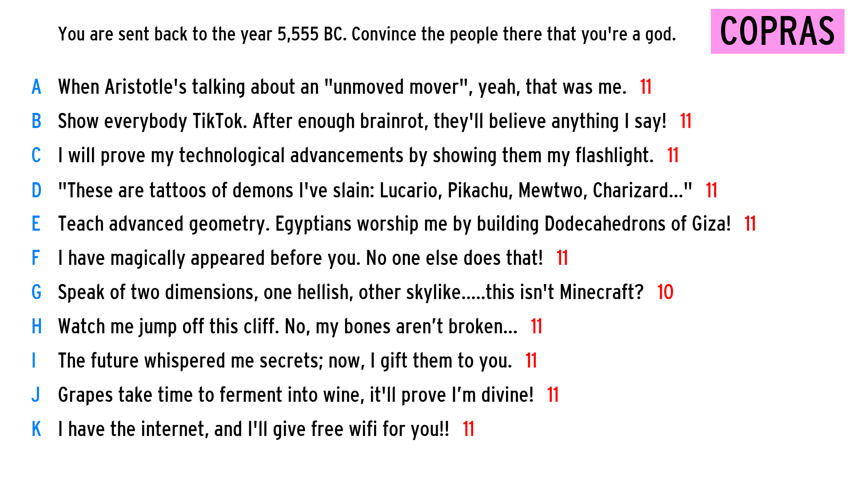 You are sent back to the year 5,555 BC. Convince the people there that you're a god.
COPRAS
A When Aristotle's talking about an "unmoved mover", yeah, that was me. 11
B Show everybody TikTok. After enough brainrot, they'll believe anything I say! 11
C I will prove my technological advancements by showing them my flashlight. 11
D "These are tattoos of demons I've slain: Lucario, Pikachu, Mewtwo, Charizard..." 11
E Teach advanced geometry. Egyptians worship me by building Dodecahedrons of Giza! 11
F I have magically appeared before you. No one else does that! 11
G Speak of two dimensions, one hellish, other skylike.....this isn't Minecraft? 10
H Watch me jump off this cliff. No, my bones aren’t broken... 11
I The future whispered me secrets; now, I gift them to you. 11
J Grapes take time to ferment into wine, it'll prove I’m divine! 11
K I have the internet, and I'll give free wifi for you!! 11